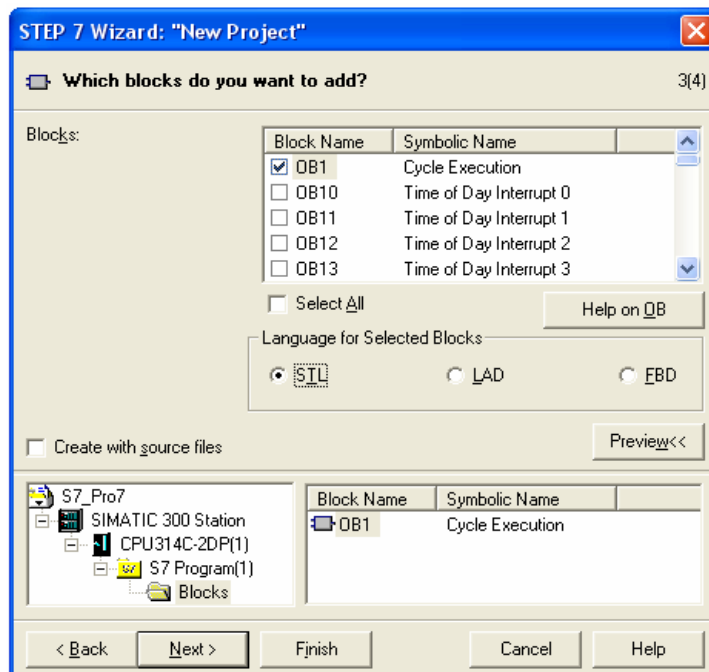 STEP 7 Wizard: "New Project"
Which blocks do you want to add? 3(4)
Blocks:
Block Name Symbolic Name
OB1 Cycle Execution
OB10 Time of Day Interrupt 0
OB11 Time of Day Interrupt 1
OB12 Time of Day Interrupt 2
OB13 Time of Day Interrupt 3
Select All Help on OB
Language for Selected Blocks
STL LAD FBD
Create with source files Preview<<
S7_Pro7
SIMATIC 300 Station
CPU314C-2DP(1)
S7 Program(1)
Blocks
Block Name Symbolic Name
OB1 Cycle Execution
< Back Next > Finish Cancel Help